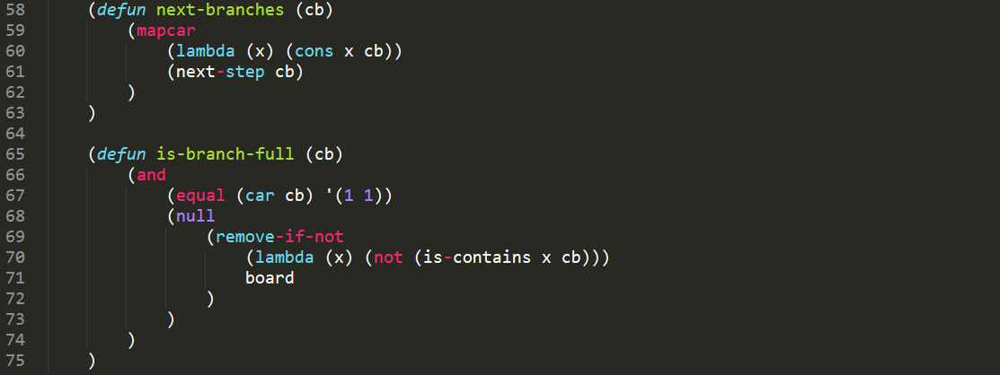 58 (defun next-branches (cb)
59 (mapcar
60 (lambda (x) (cons x cb))
61 (next-step cb)
62 )
63 )
64
65 (defun is-branch-full (cb)
66 (and
67 (equal (car cb) '(1 1))
68 (null
69 (remove-if-not
70 (lambda (x) (not (is-contains x cb)))
71 board
72 )
73 )
74 )
75 )